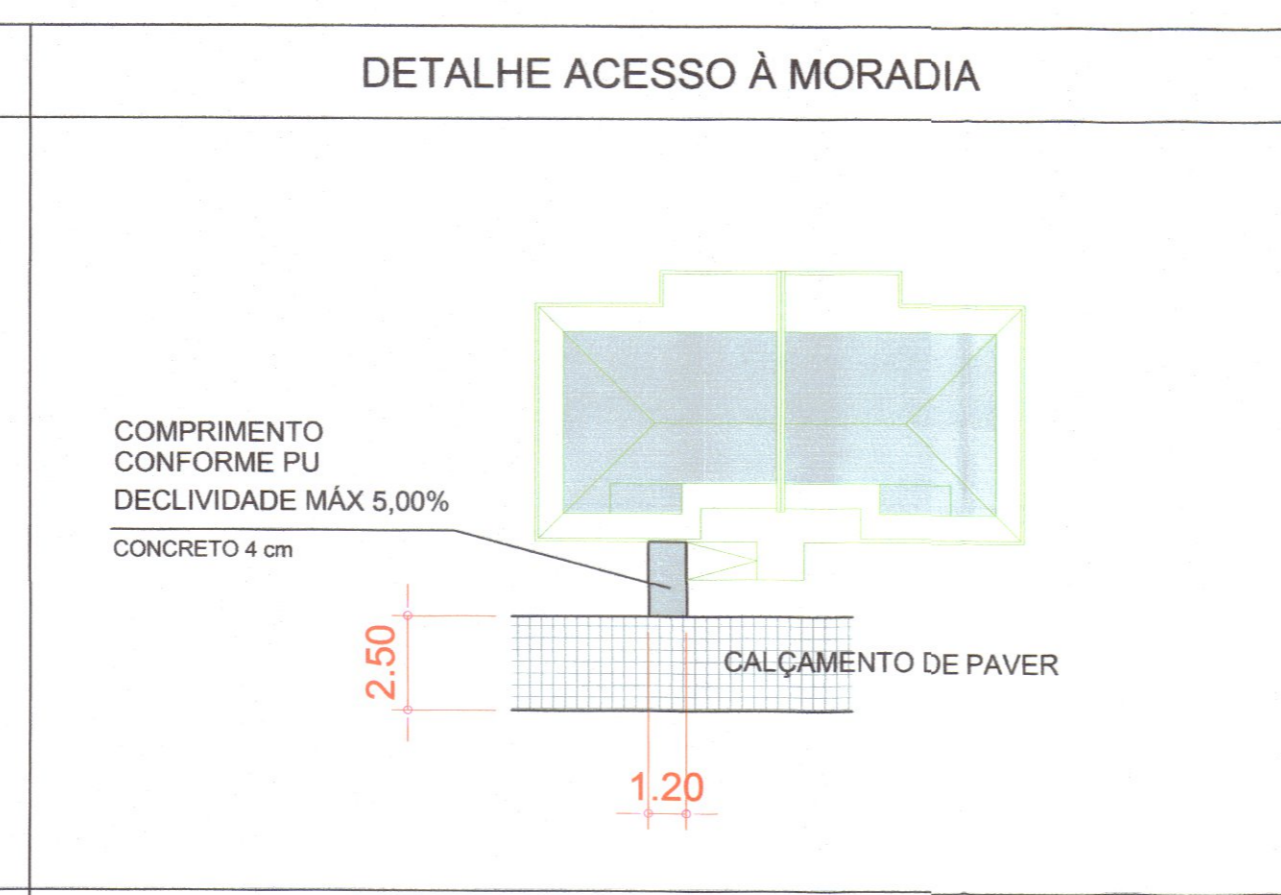 DETALHE ACESSO À MORADIA
COMPRIMENTO
CONFORME PU
DECLIVIDADE MÁX 5,00%
CONCRETO 4 cm
2.50
CALÇAMENTO DE PAVER
1.20